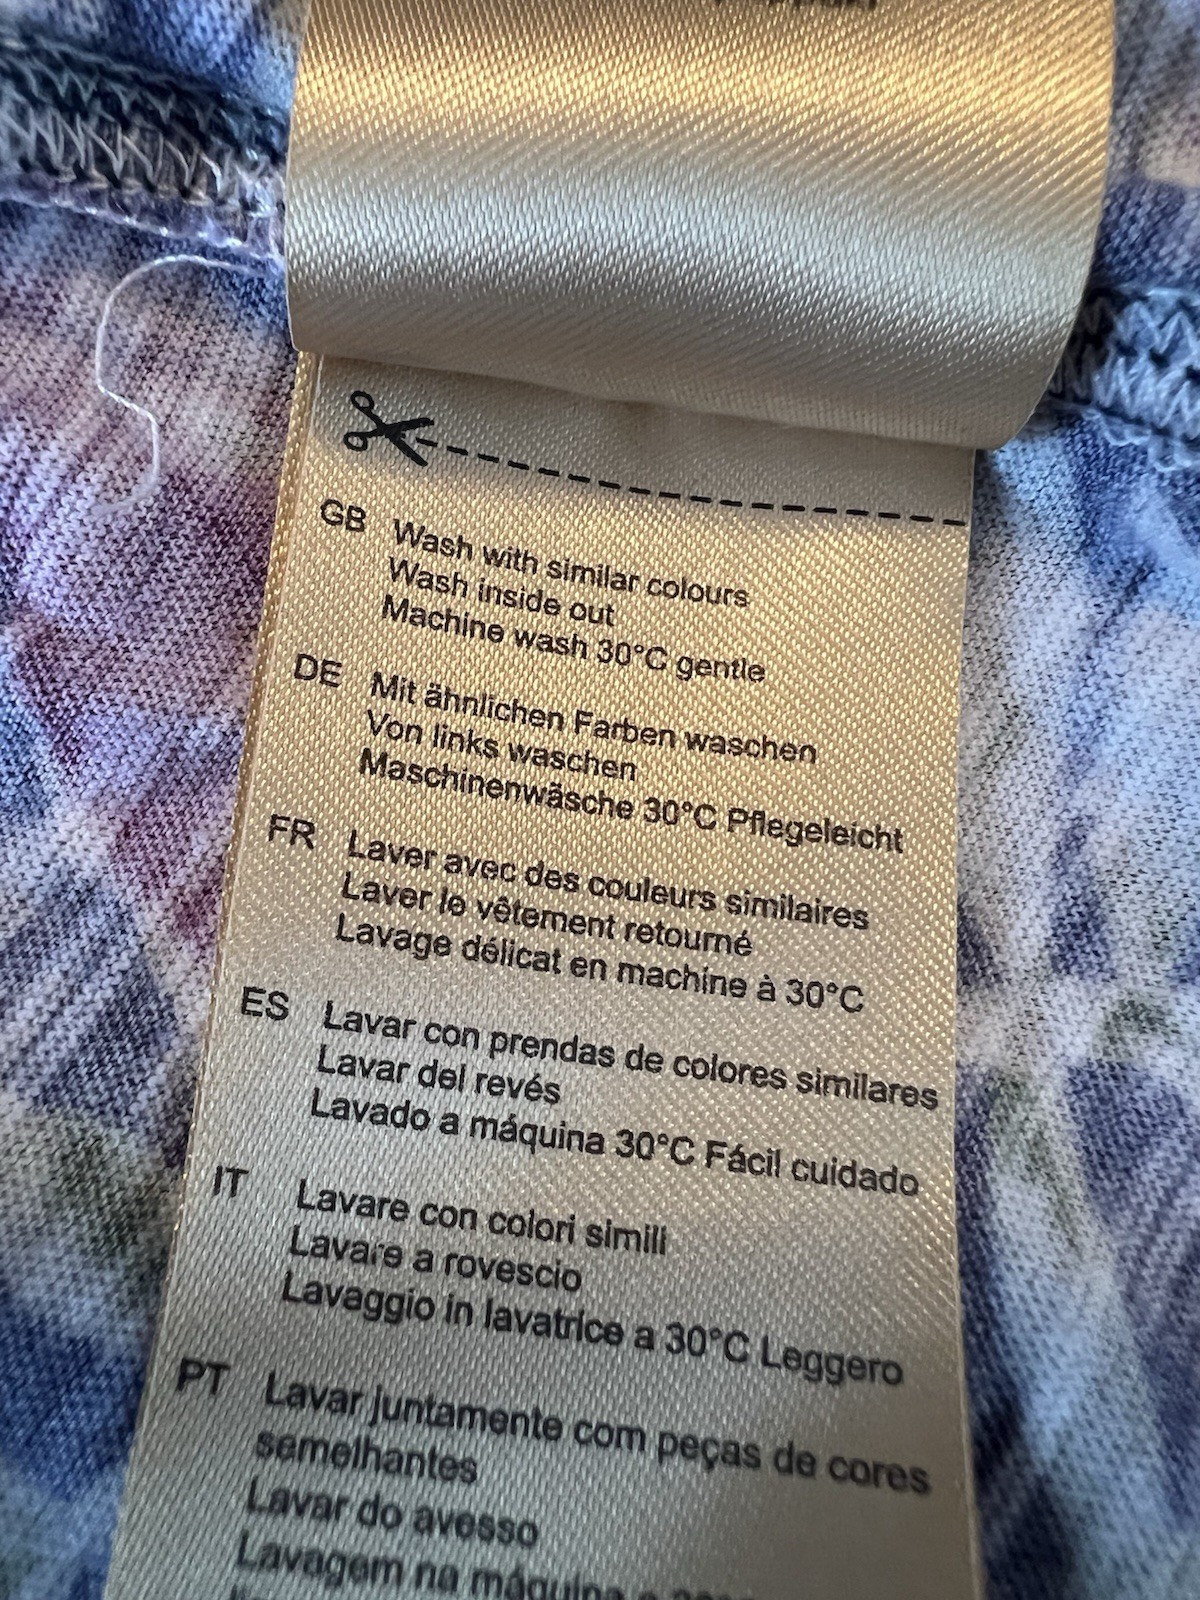 GB Wash with similar colours
Wash inside out
Machine wash 30°C gentle
DE Mit ähnlichen Farben waschen
Von links waschen
Maschinenwäsche 30°C Pflegeleicht
FR Laver avec des couleurs similaires
Laver le vêtement retourné
Lavage délicat en machine à 30°C
ES Lavar con prendas de colores similares
Lavar del revés
Lavado a máquina 30°C Fácil cuidado
IT Lavare con colori simili
Lavare a rovescio
Lavaggio in lavatrice a 30°C Leggero
PT Lavar juntamente com peças de cores
semelhantes
Lavar do avesso
Lavagem na máquina